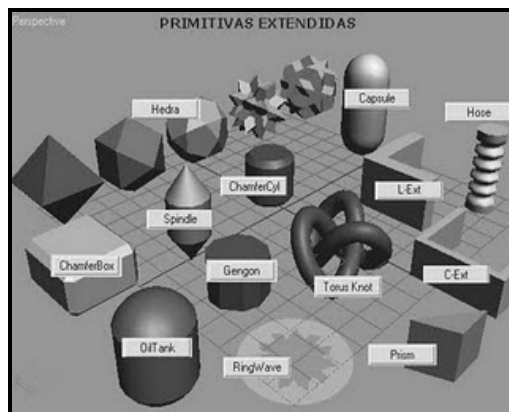 Perspective
PRIMITIVAS EXTENDIDAS
Capsule
Hedra
Hose
ChamferCyl
L-Ext
Spindle
ChamferBox
Gengon
Torus Knot
C-Ext
OilTank
RingWave
Prism